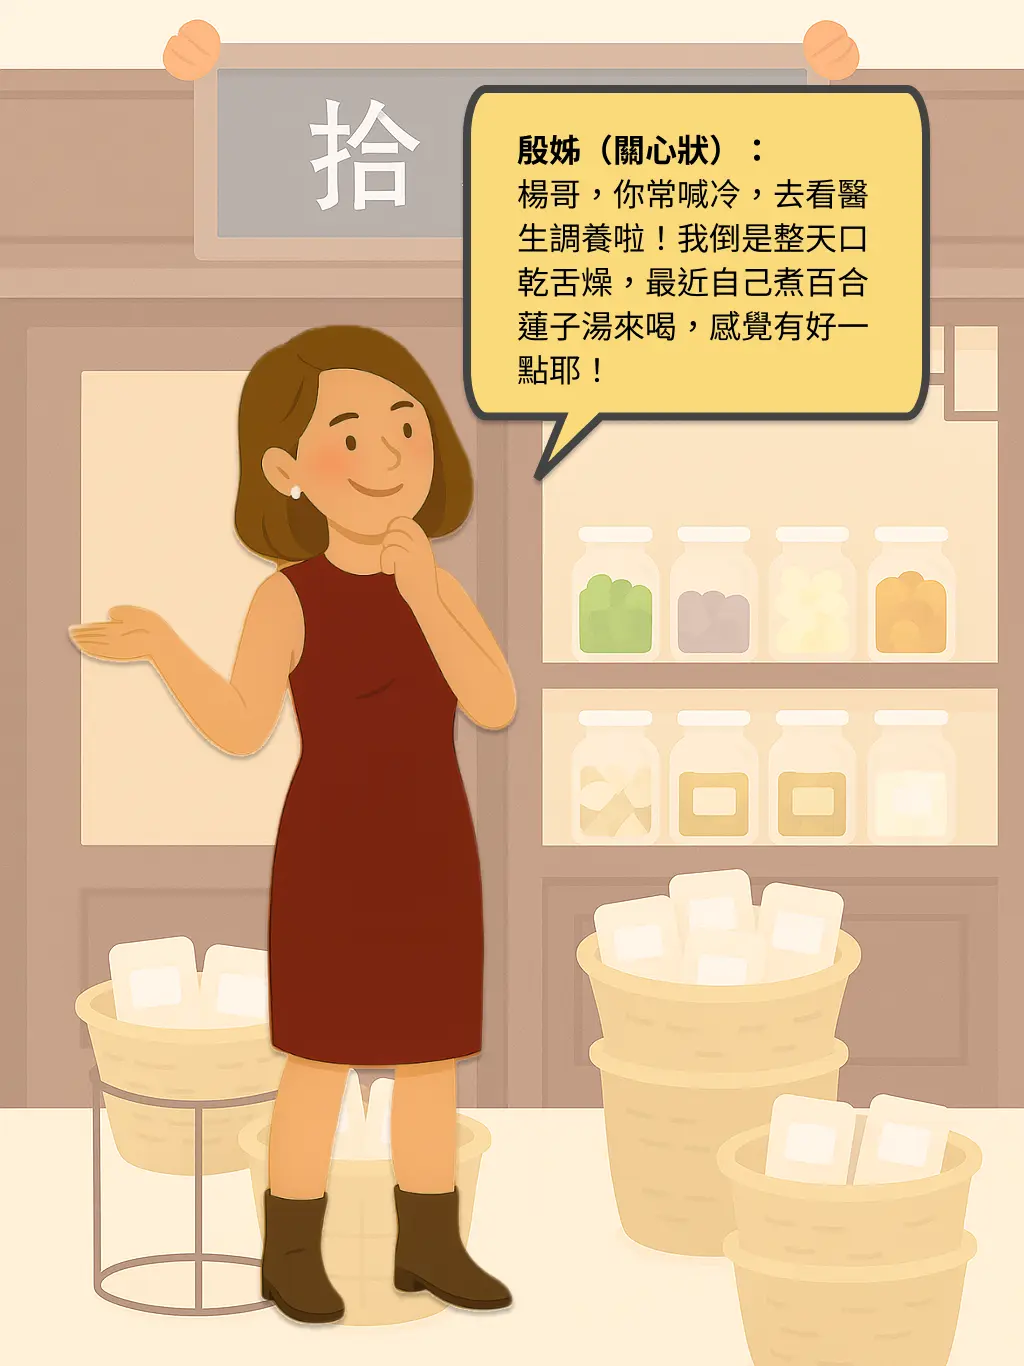 拾
殷姊（關心狀）：
楊哥，你常喊冷，去看醫
生調養啦！我倒是整天口
乾舌燥，最近自己煮百合
蓮子湯來喝，感覺有好一
點耶！